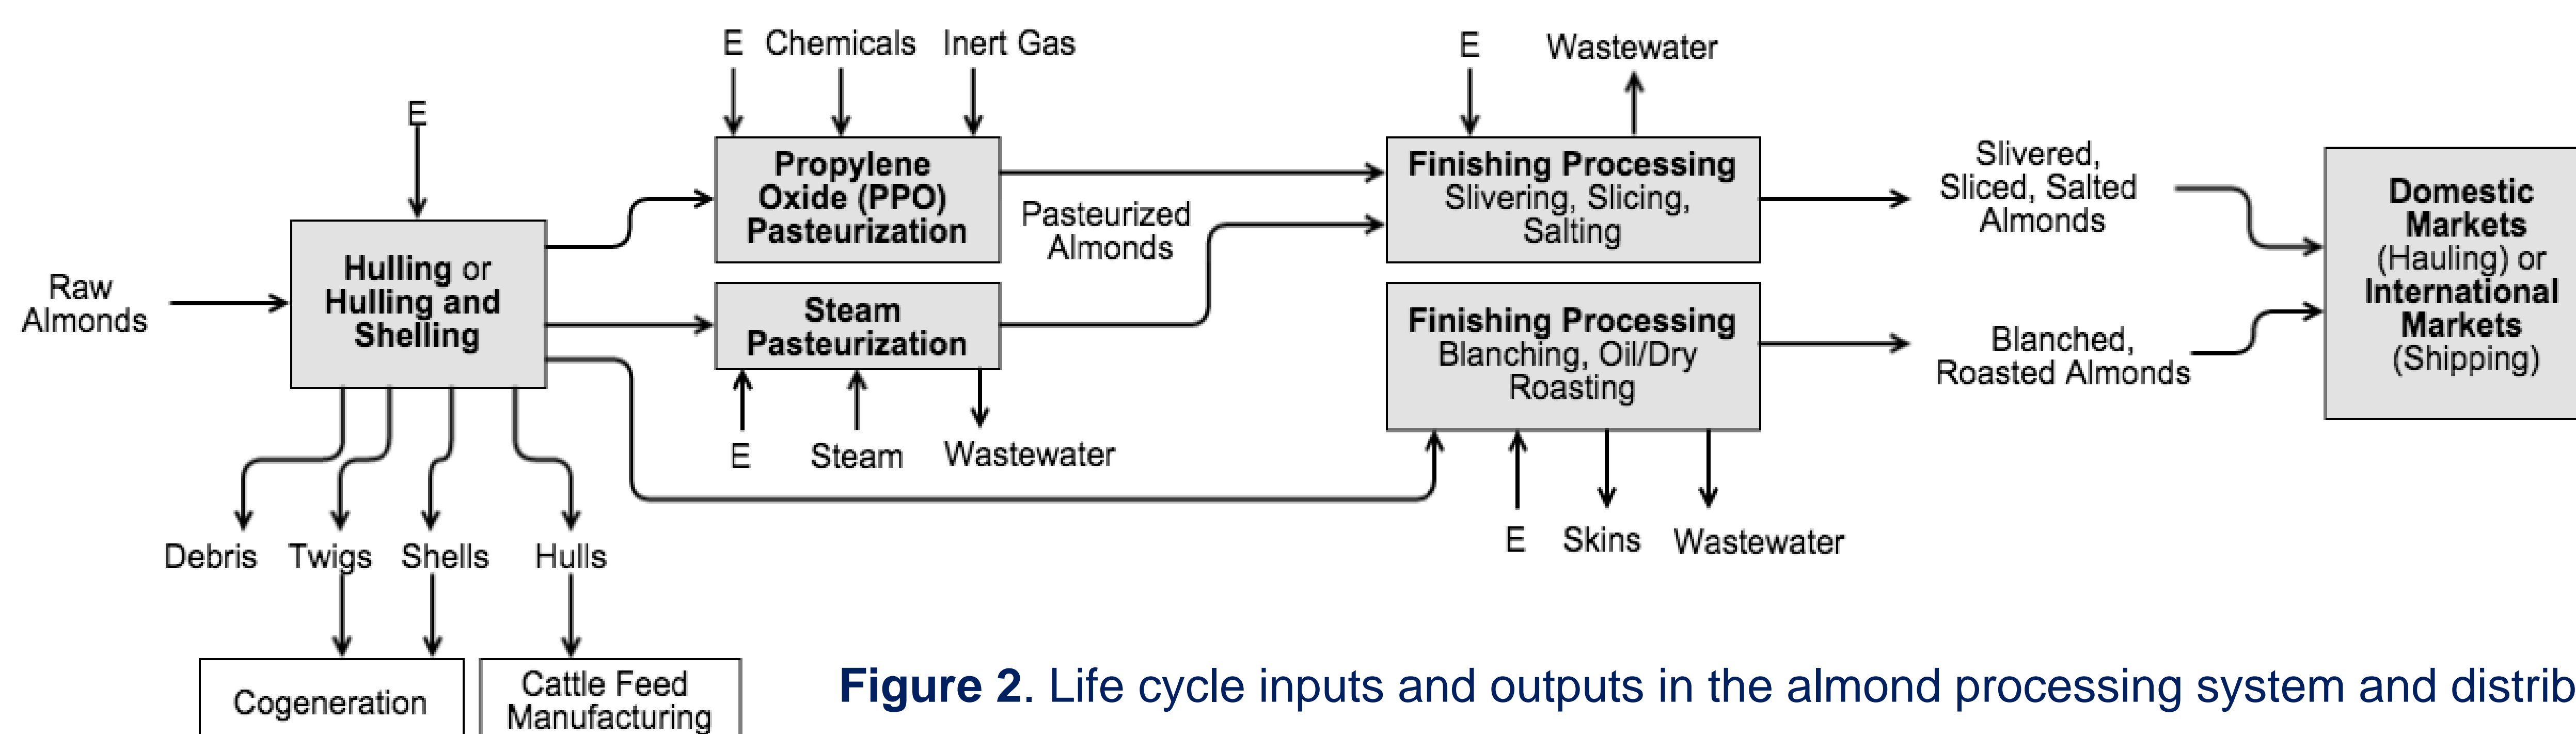 E Chemicals Inert Gas
E Wastewater
E
Propylene
Oxide (PPO)
Pasteurization
Finishing Processing
Slivering, Slicing,
Salting
Slivered,
Sliced, Salted
Almonds
Domestic
Markets
(Hauling) or
International
Markets
(Shipping)
Pasteurized
Almonds
Raw
Almonds
Hulling or
Hulling and
Shelling
Steam
Pasteurization
Finishing Processing
Blanching, Oil/Dry
Roasting
Blanched,
Roasted Almonds
E Steam Wastewater
E Skins Wastewater
Debris Twigs Shells Hulls
Cogeneration
Cattle Feed
Manufacturing
Figure 2. Life cycle inputs and outputs in the almond processing system and distrib